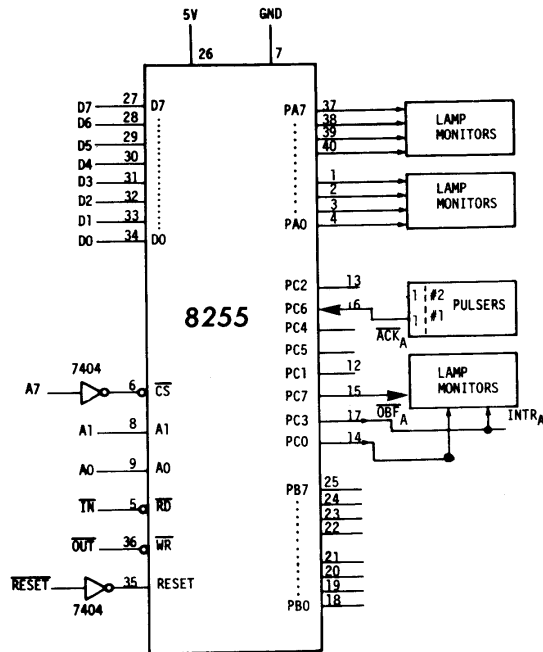 5V GND
26 7
D7 27 D7 PA7 37 LAMP MONITORS
D6 28 38
D5 29 39
D4 30 40
D3 31 1 LAMP MONITORS
D2 32 2
D1 33 3
D0 34 D0 PA0 4
8255
PC2 13
PC6 16 1 #2 PULSERS
PC4 1 #1
ACK_A
PC5
PC1 12 LAMP MONITORS
7404
A7 6 CS PC7 15 OBF_A
PC3 17 INTR_A
A1 8 A1 PC0 14
A0 9 A0
IN 5 RD PB7 25
24
23
OUT 36 WR 22
21
20
RESET 35 RESET 19
7404 PB0 18